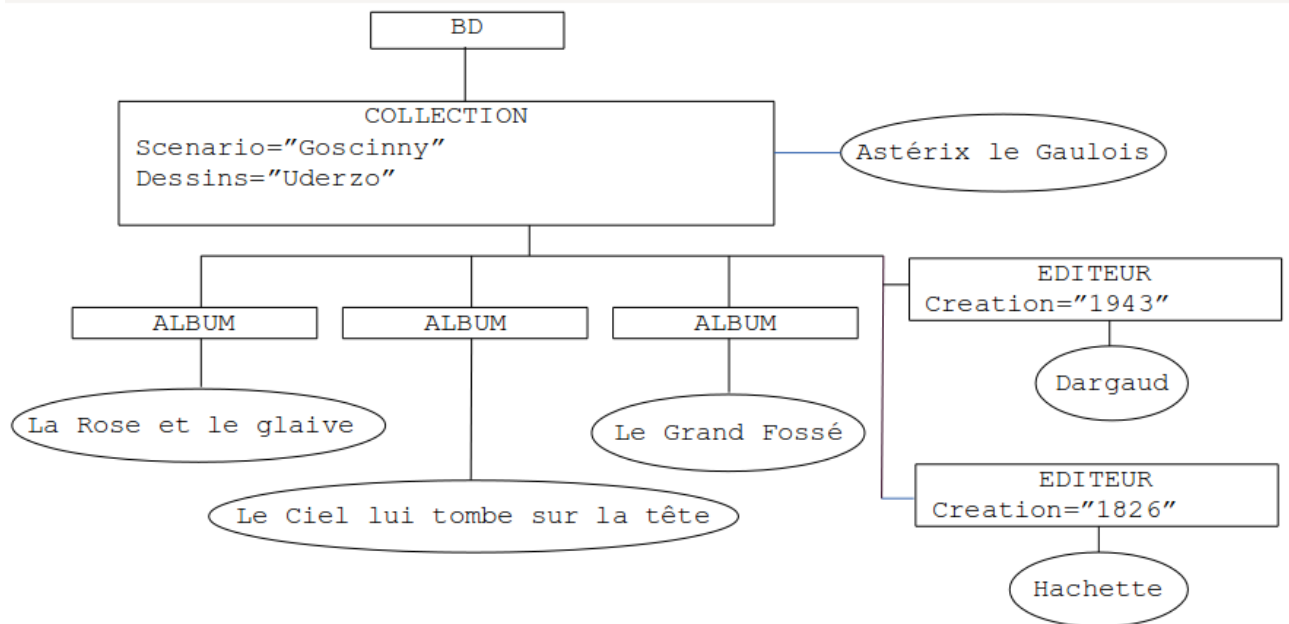 BD
COLLECTION
Scenario=”Goscinny”
Dessins=”Uderzo”
Astérix le Gaulois
EDITEUR
Creation=”1943”
ALBUM
ALBUM
ALBUM
Dargaud
La Rose et le glaive
Le Grand Fossé
EDITEUR
Creation=”1826”
Le Ciel lui tombe sur la tête
Hachette